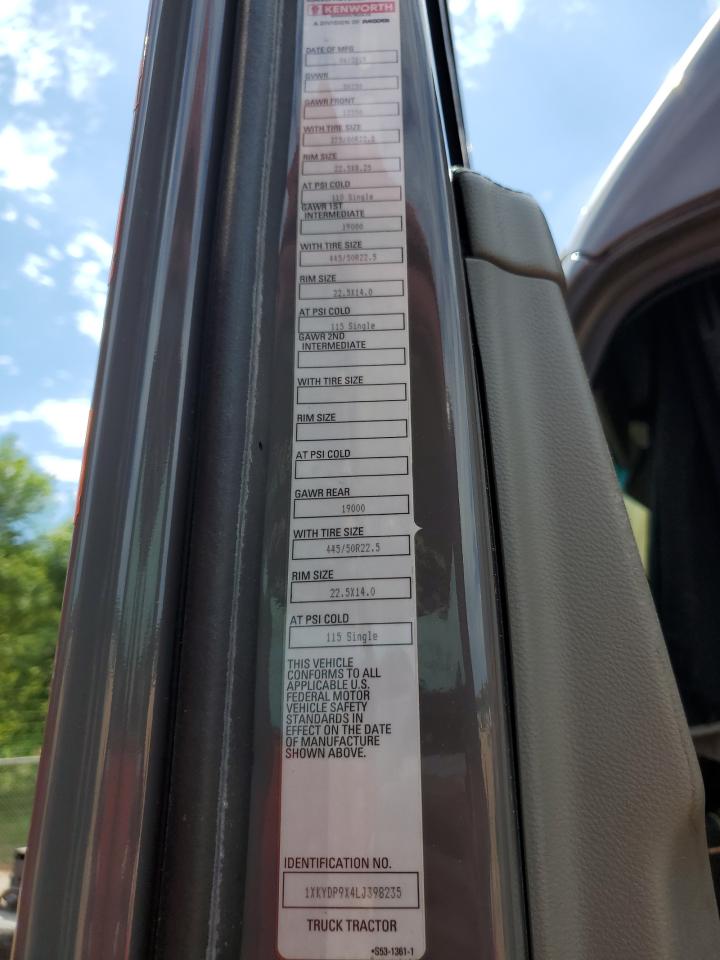 KENWORTH
A DIVISION OF PACCAR
DATE OF MFG
GVWR
GAWR FRONT
WITH TIRE SIZE
RIM SIZE
22.5X8.25
AT PSI COLD
110 Single
GAWR 1ST
INTERMEDIATE
19000
WITH TIRE SIZE
445/50R22.5
RIM SIZE
22.5X14.0
AT PSI COLD
115 Single
GAWR 2ND
INTERMEDIATE
WITH TIRE SIZE
RIM SIZE
AT PSI COLD
GAWR REAR
19000
WITH TIRE SIZE
445/50R22.5
RIM SIZE
22.5X14.0
AT PSI COLD
115 Single
THIS VEHICLE
CONFORMS TO ALL
APPLICABLE U.S.
FEDERAL MOTOR
VEHICLE SAFETY
STANDARDS IN
EFFECT ON THE DATE
OF MANUFACTURE
SHOWN ABOVE.
IDENTIFICATION NO.
1XKYDP9X4LJ398235
TRUCK TRACTOR
•S53-1361-1